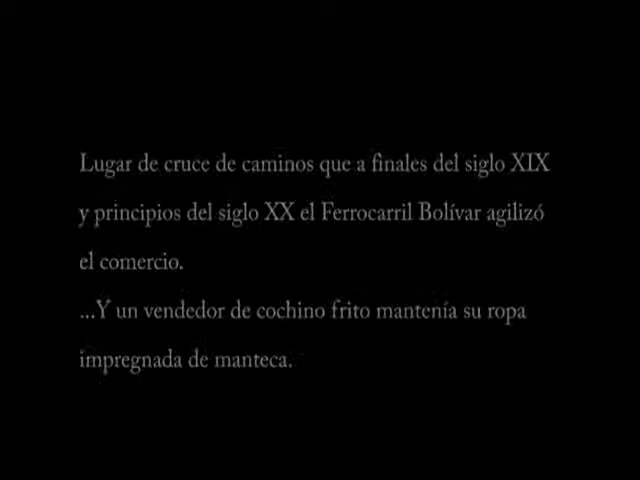 Lugar de cruce de caminos que a finales del siglo XIX
y principios del siglo XX el Ferrocarril Bolívar agilizó
el comercio.
...Y un vendedor de cochino frito mantenía su ropa
impregnada de manteca.